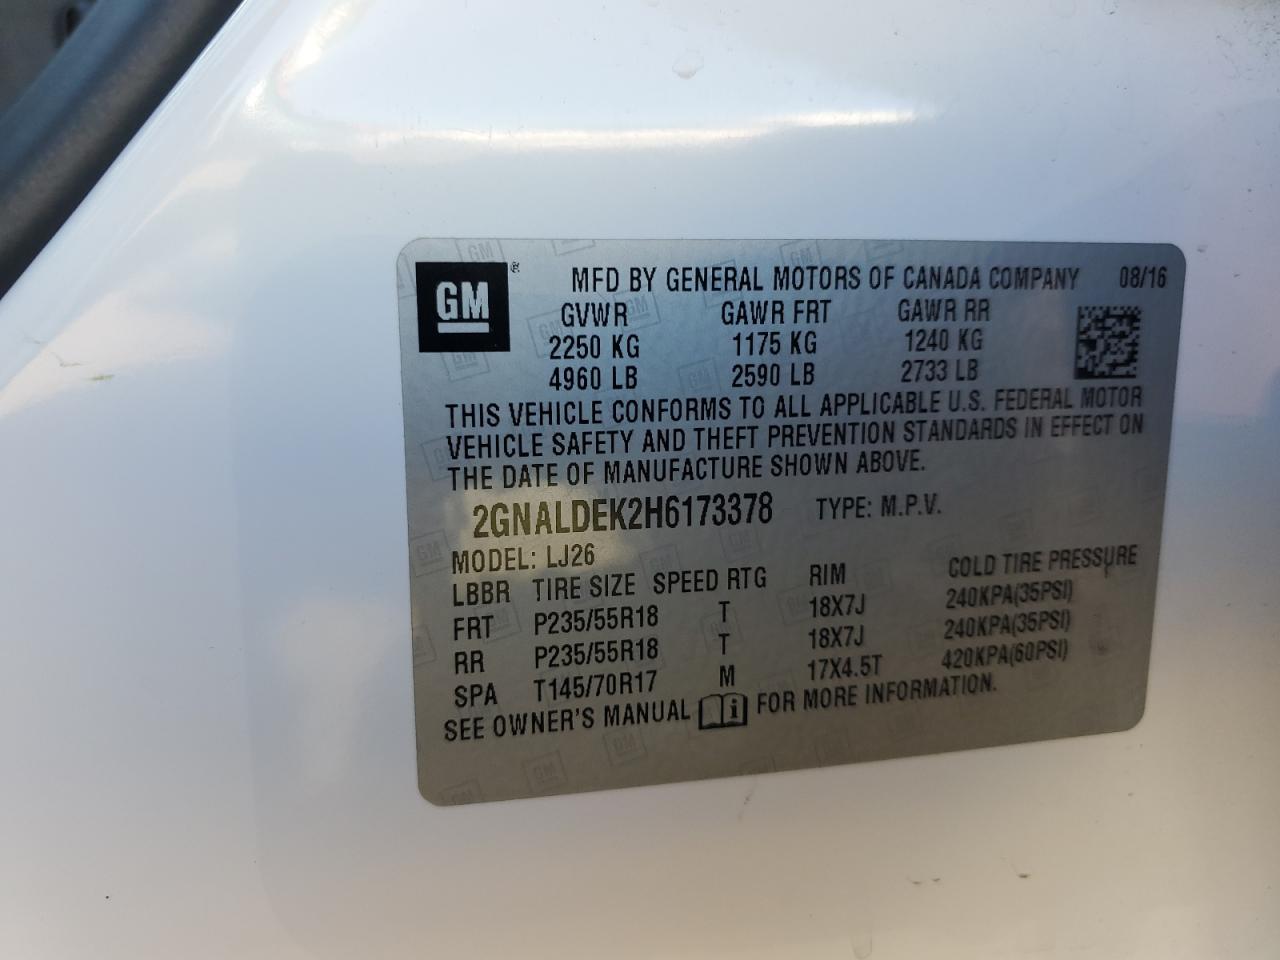 GM ® MFD BY GENERAL MOTORS OF CANADA COMPANY 08/16
GVWR GAWR FRT GAWR RR
2250 KG 1175 KG 1240 KG
4960 LB 2590 LB 2733 LB
THIS VEHICLE CONFORMS TO ALL APPLICABLE U.S. FEDERAL MOTOR
VEHICLE SAFETY AND THEFT PREVENTION STANDARDS IN EFFECT ON
THE DATE OF MANUFACTURE SHOWN ABOVE.
2GNALDEK2H6173378 TYPE: M.P.V.
MODEL: LJ26
LBBR TIRE SIZE SPEED RTG RIM COLD TIRE PRESSURE
FRT P235/55R18 T 18X7J 240KPA(35PSI)
RR P235/55R18 T 18X7J 240KPA(35PSI)
SPA T145/70R17 M 17X4.5T 420KPA(60PSI)
SEE OWNER'S MANUAL i FOR MORE INFORMATION.